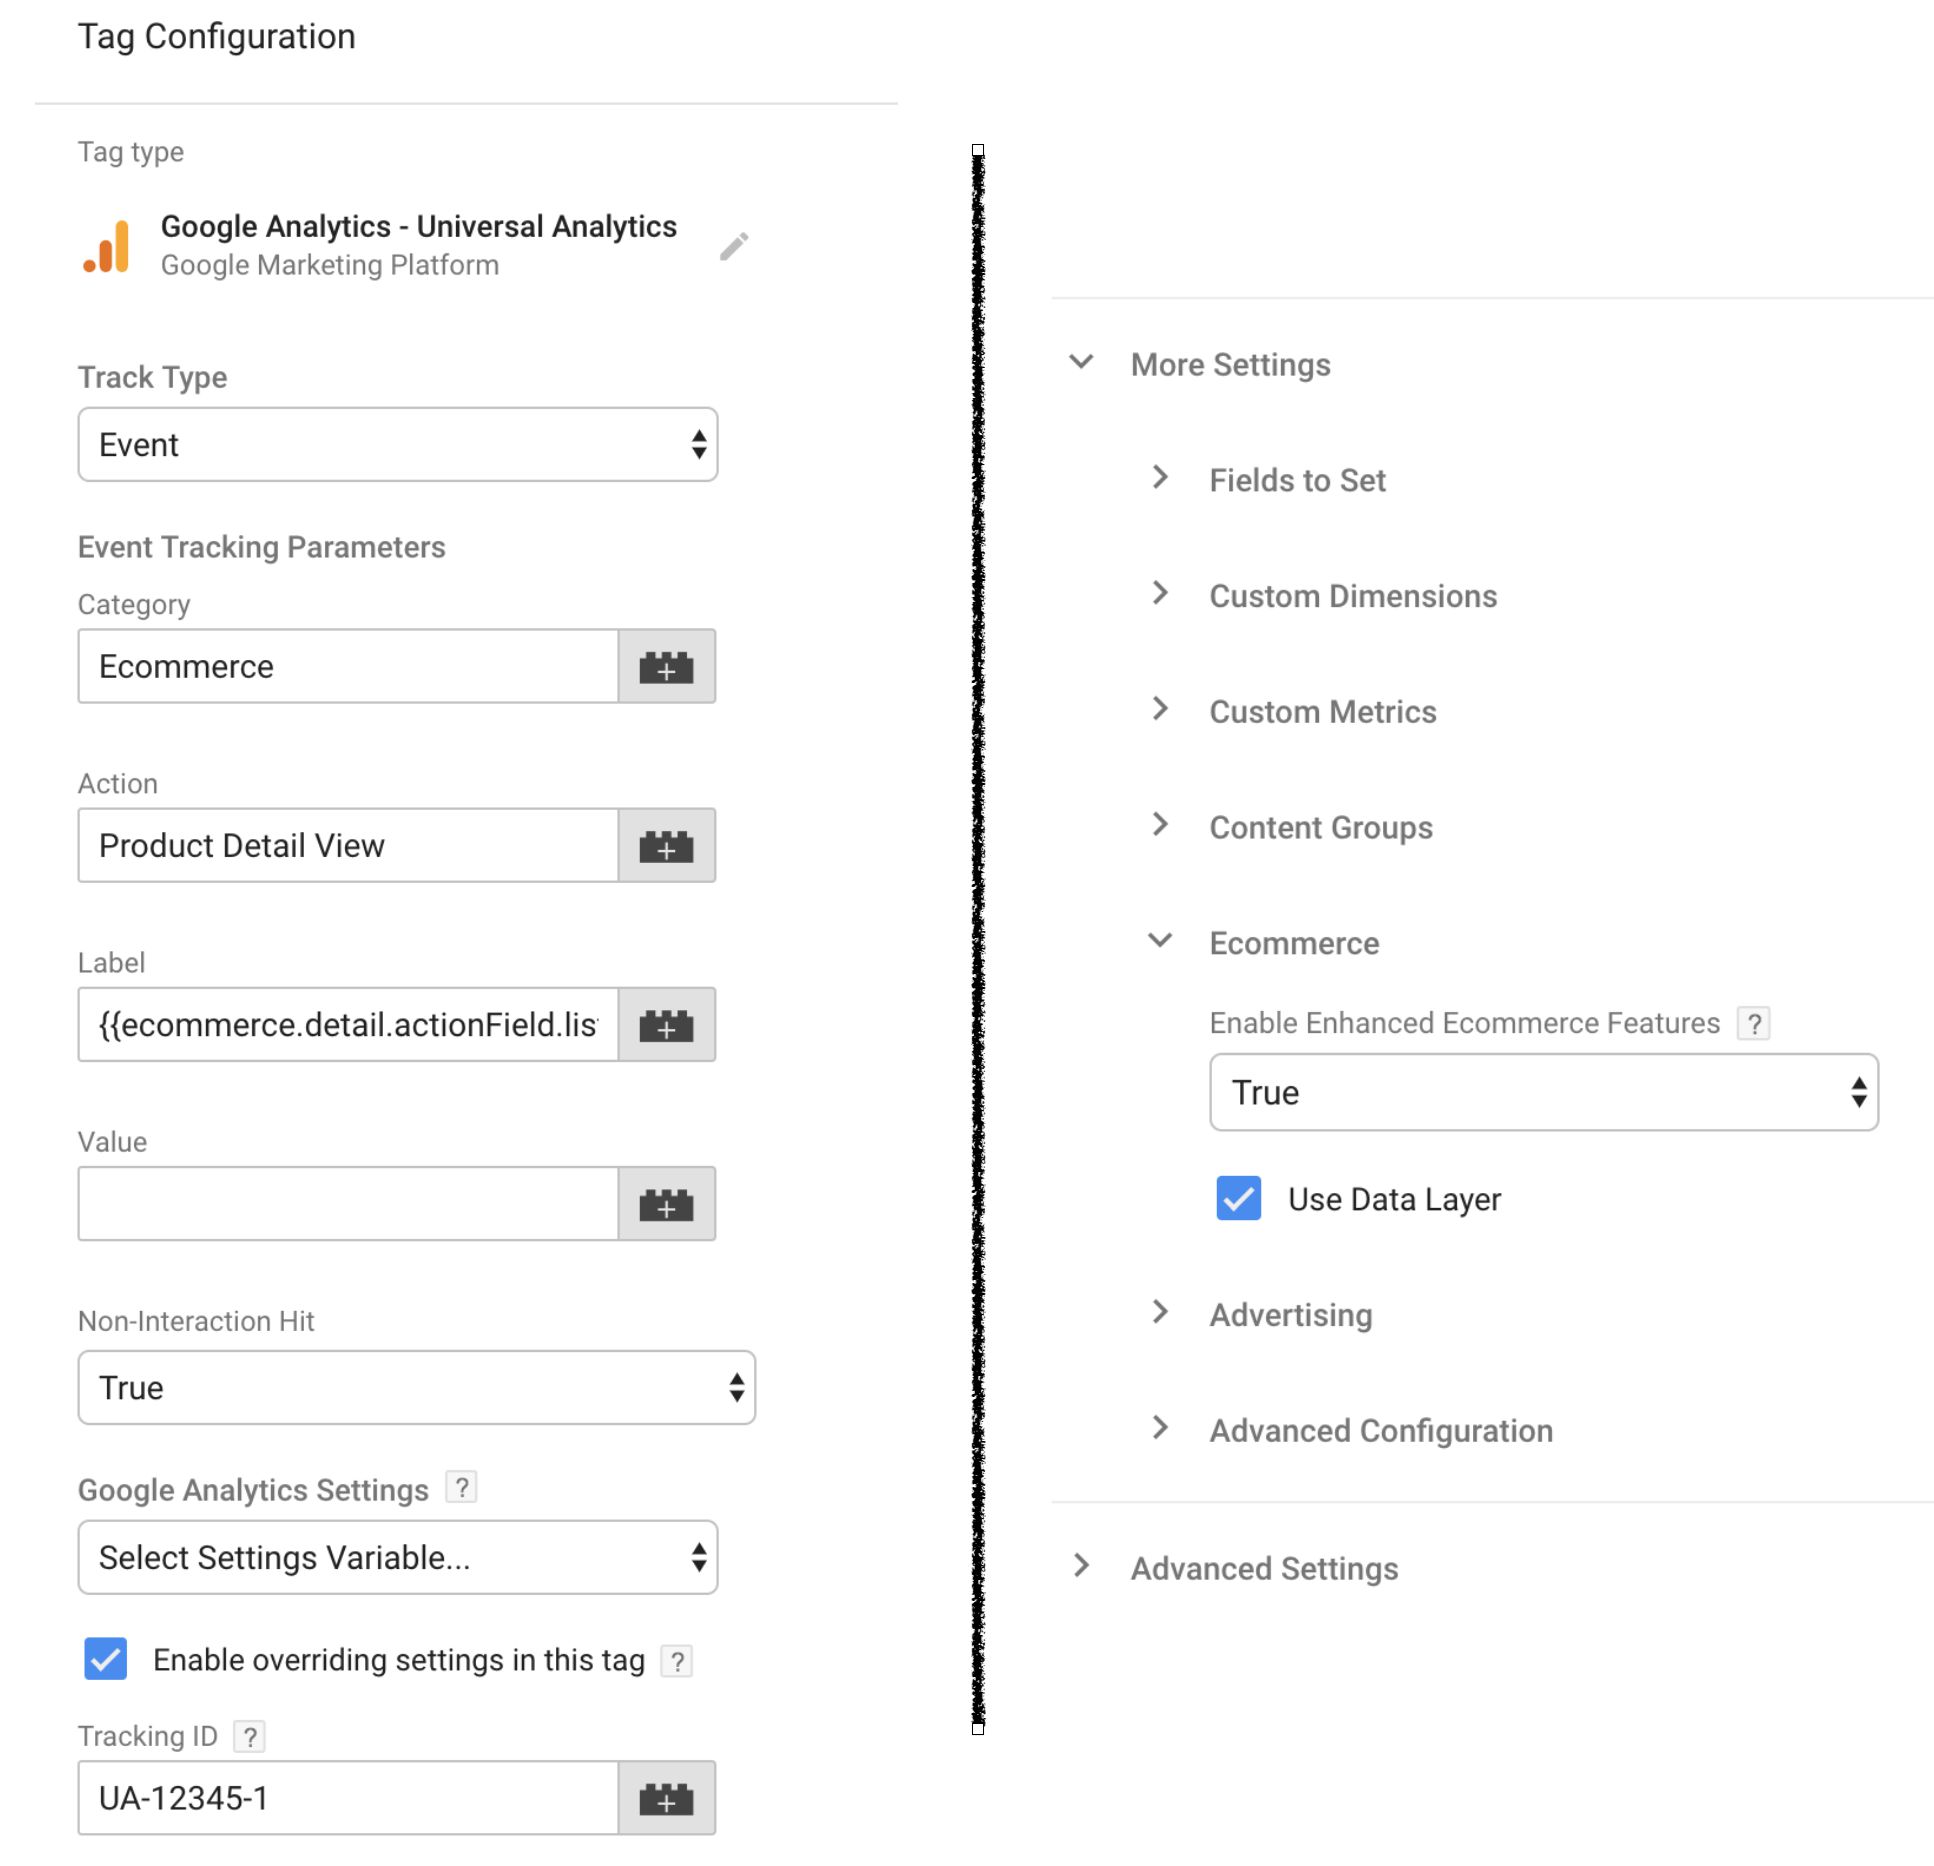 Tag Configuration
Tag type
Google Analytics - Universal Analytics
Google Marketing Platform
Track Type
Event
Event Tracking Parameters
Category
Ecommerce
Action
Product Detail View
Label
{{ecommerce.detail.actionField.lis
Value
Non-Interaction Hit
True
Google Analytics Settings ?
Select Settings Variable...
Enable overriding settings in this tag ?
Tracking ID ?
UA-12345-1
More Settings
Fields to Set
Custom Dimensions
Custom Metrics
Content Groups
Ecommerce
Enable Enhanced Ecommerce Features ?
True
Use Data Layer
Advertising
Advanced Configuration
Advanced Settings